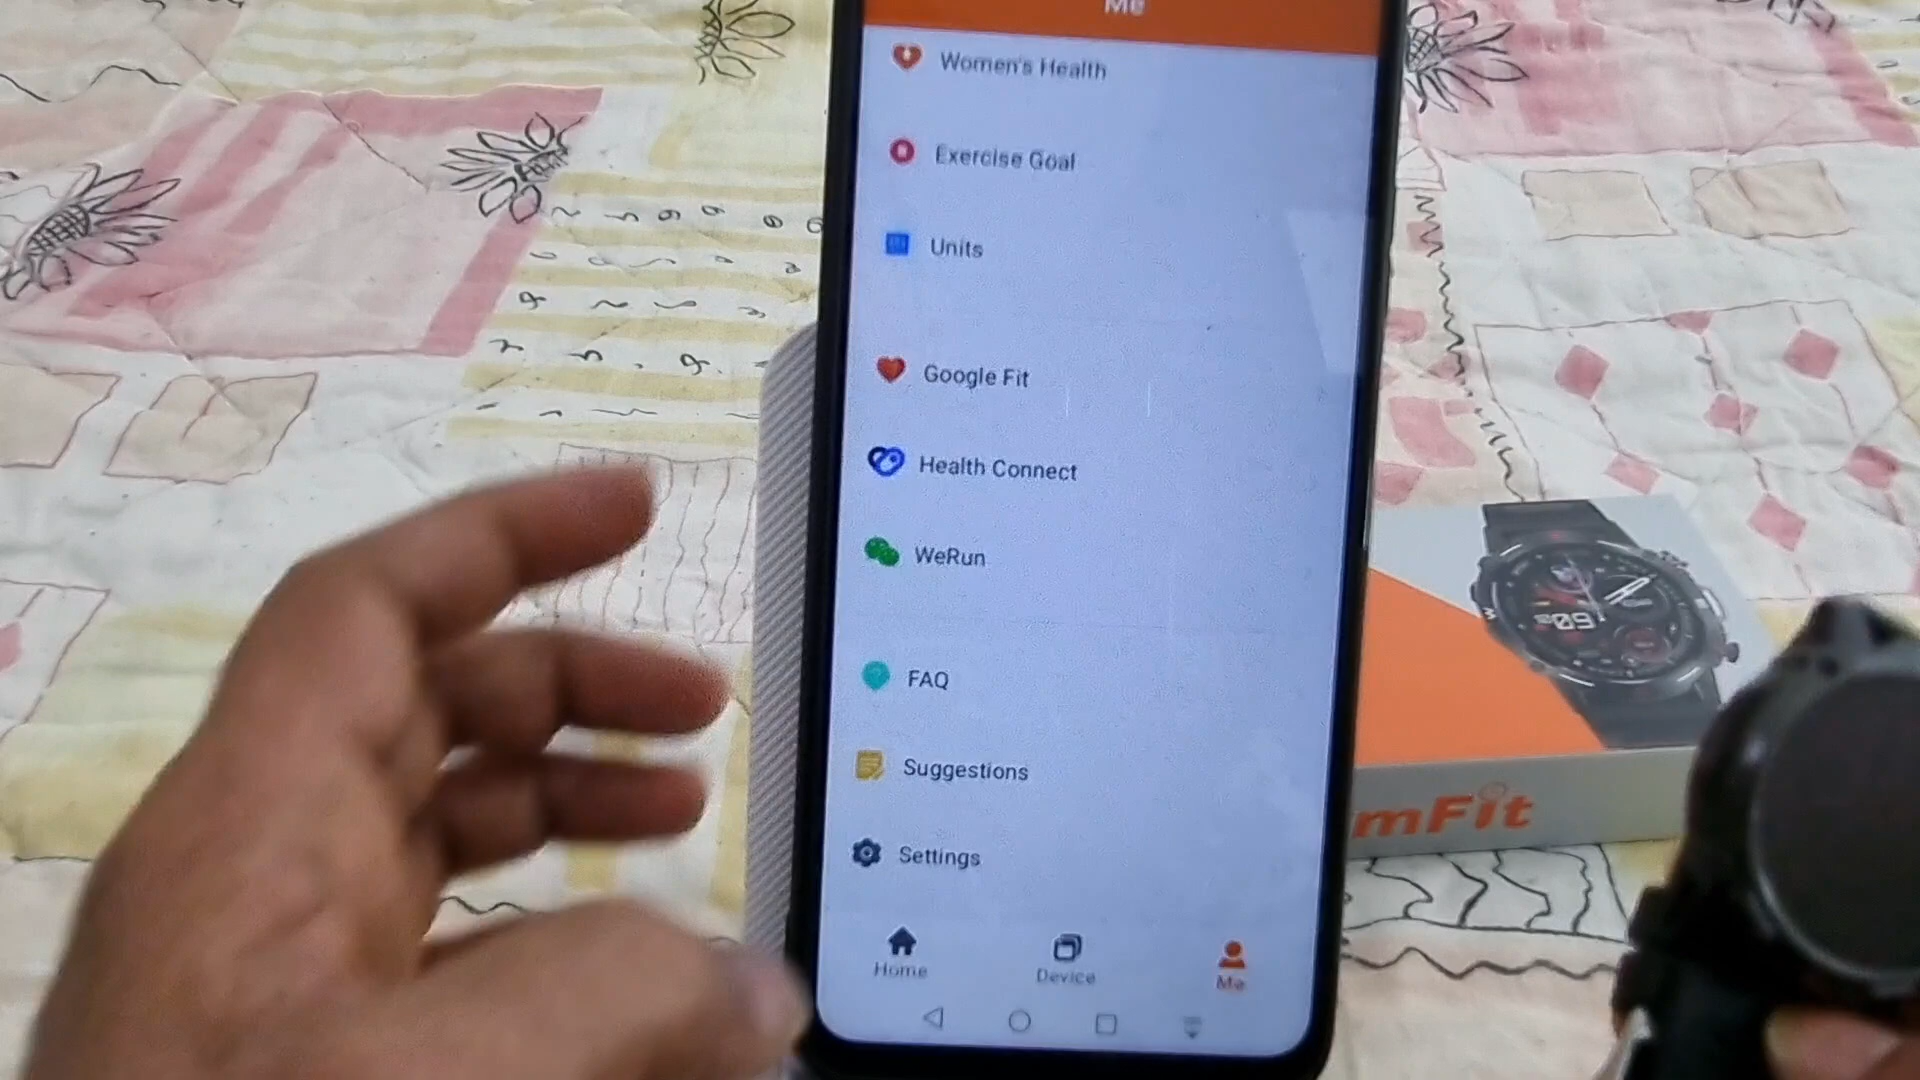 Me
Women's Health
Exercise Goal
Units
Google Fit
Health Connect
WeRun
FAQ
Suggestions
Settings
Home
Device
Me
mFit